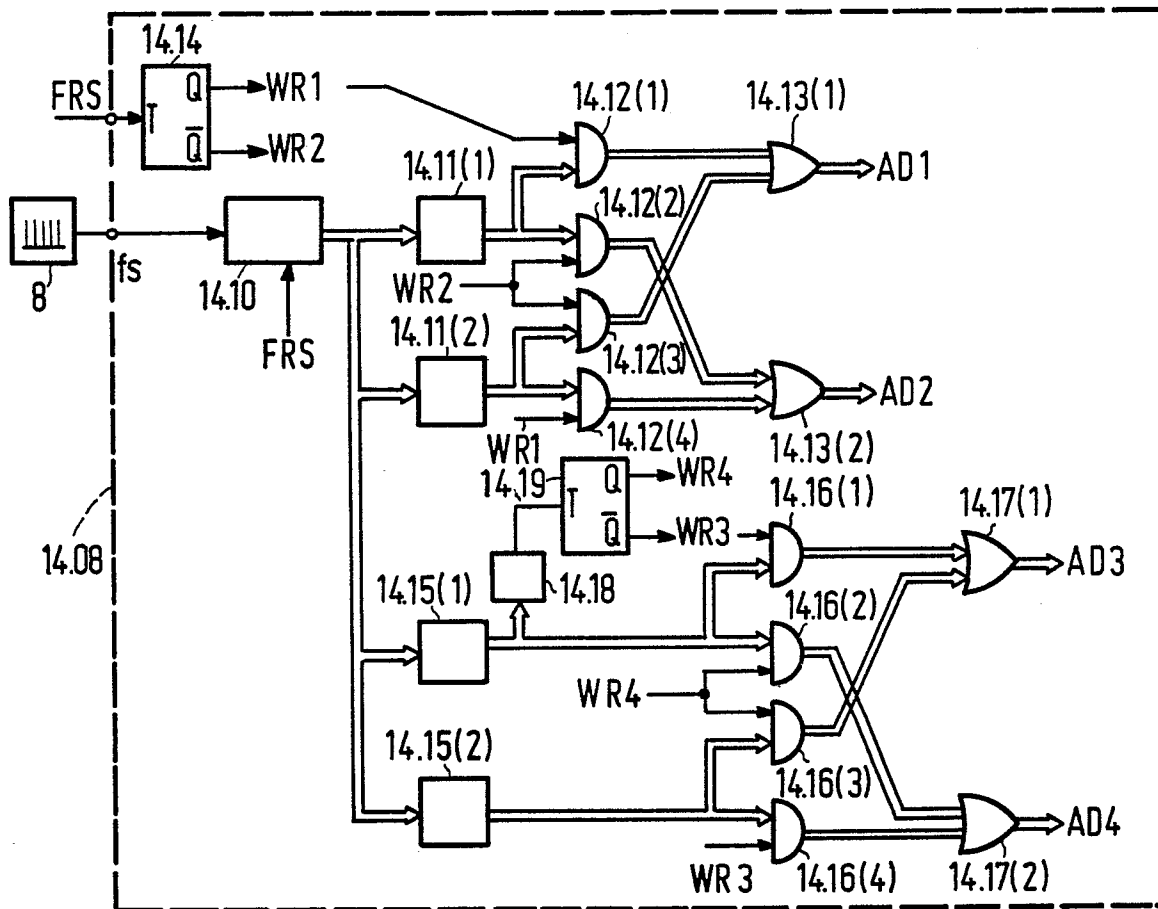 14.14
FRS
T
Q
WR1
Q̅
WR2
14.12(1)
14.13(1)
AD1
14.11(1)
14.12(2)
8
fs
14.10
FRS
WR2
14.11(2)
14.12(3)
AD2
WR1
14.12(4)
14.13(2)
14.19
T
Q
WR4
Q̅
WR3
14.16(1)
14.17(1)
AD3
14.08
14.18
14.15(1)
14.16(2)
WR4
14.15(2)
14.16(3)
AD4
WR3
14.16(4)
14.17(2)